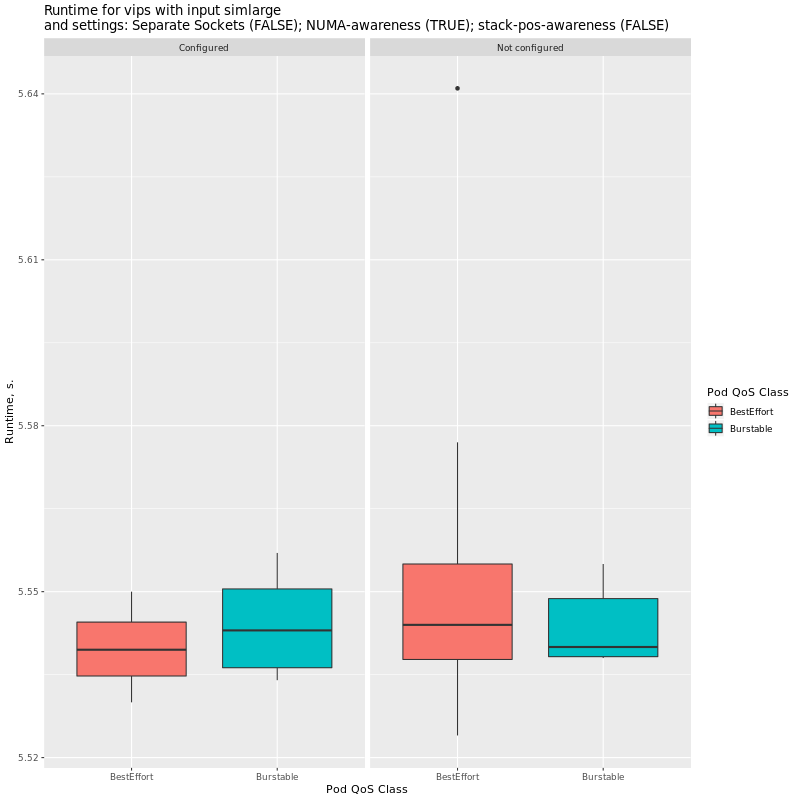 Runtime for vips with input simlarge
and settings: Separate Sockets (FALSE); NUMA-awareness (TRUE); stack-pos-awareness (FALSE)
Configured
Not configured
5.64
5.61
5.58
5.55
5.52
Runtime, s.
BestEffort
Burstable
BestEffort
Burstable
Pod QoS Class
Pod QoS Class
BestEffort
Burstable